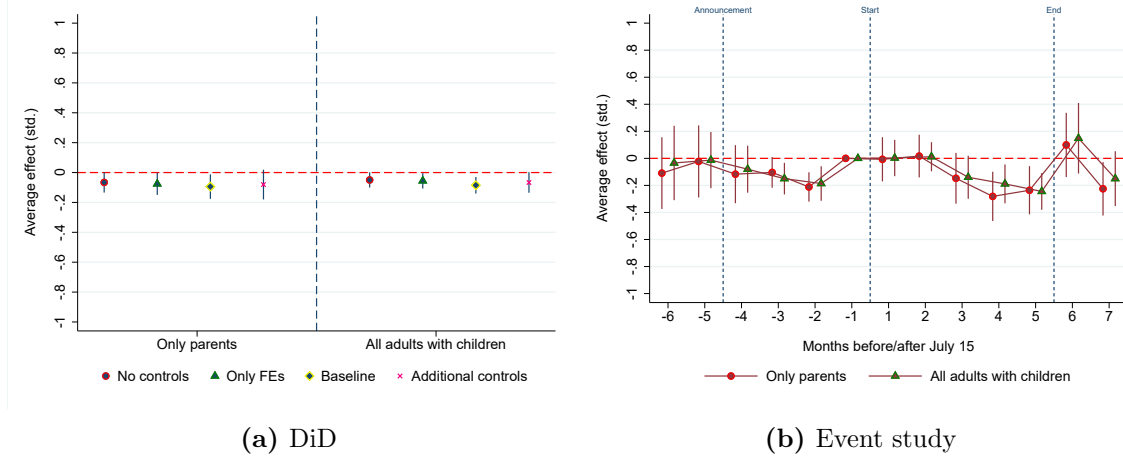 Average effect (std.)
1
.8
.6
.4
.2
0
-.2
-.4
-.6
-.8
-1
Only parents
All adults with children
No controls
Only FEs
Baseline
Additional controls
(a) DiD
Announcement
Start
End
Average effect (std.)
1
.8
.6
.4
.2
0
-.2
-.4
-.6
-.8
-1
-6 -5 -4 -3 -2 -1 1 2 3 4 5 6 7
Months before/after July 15
Only parents
All adults with children
(b) Event study